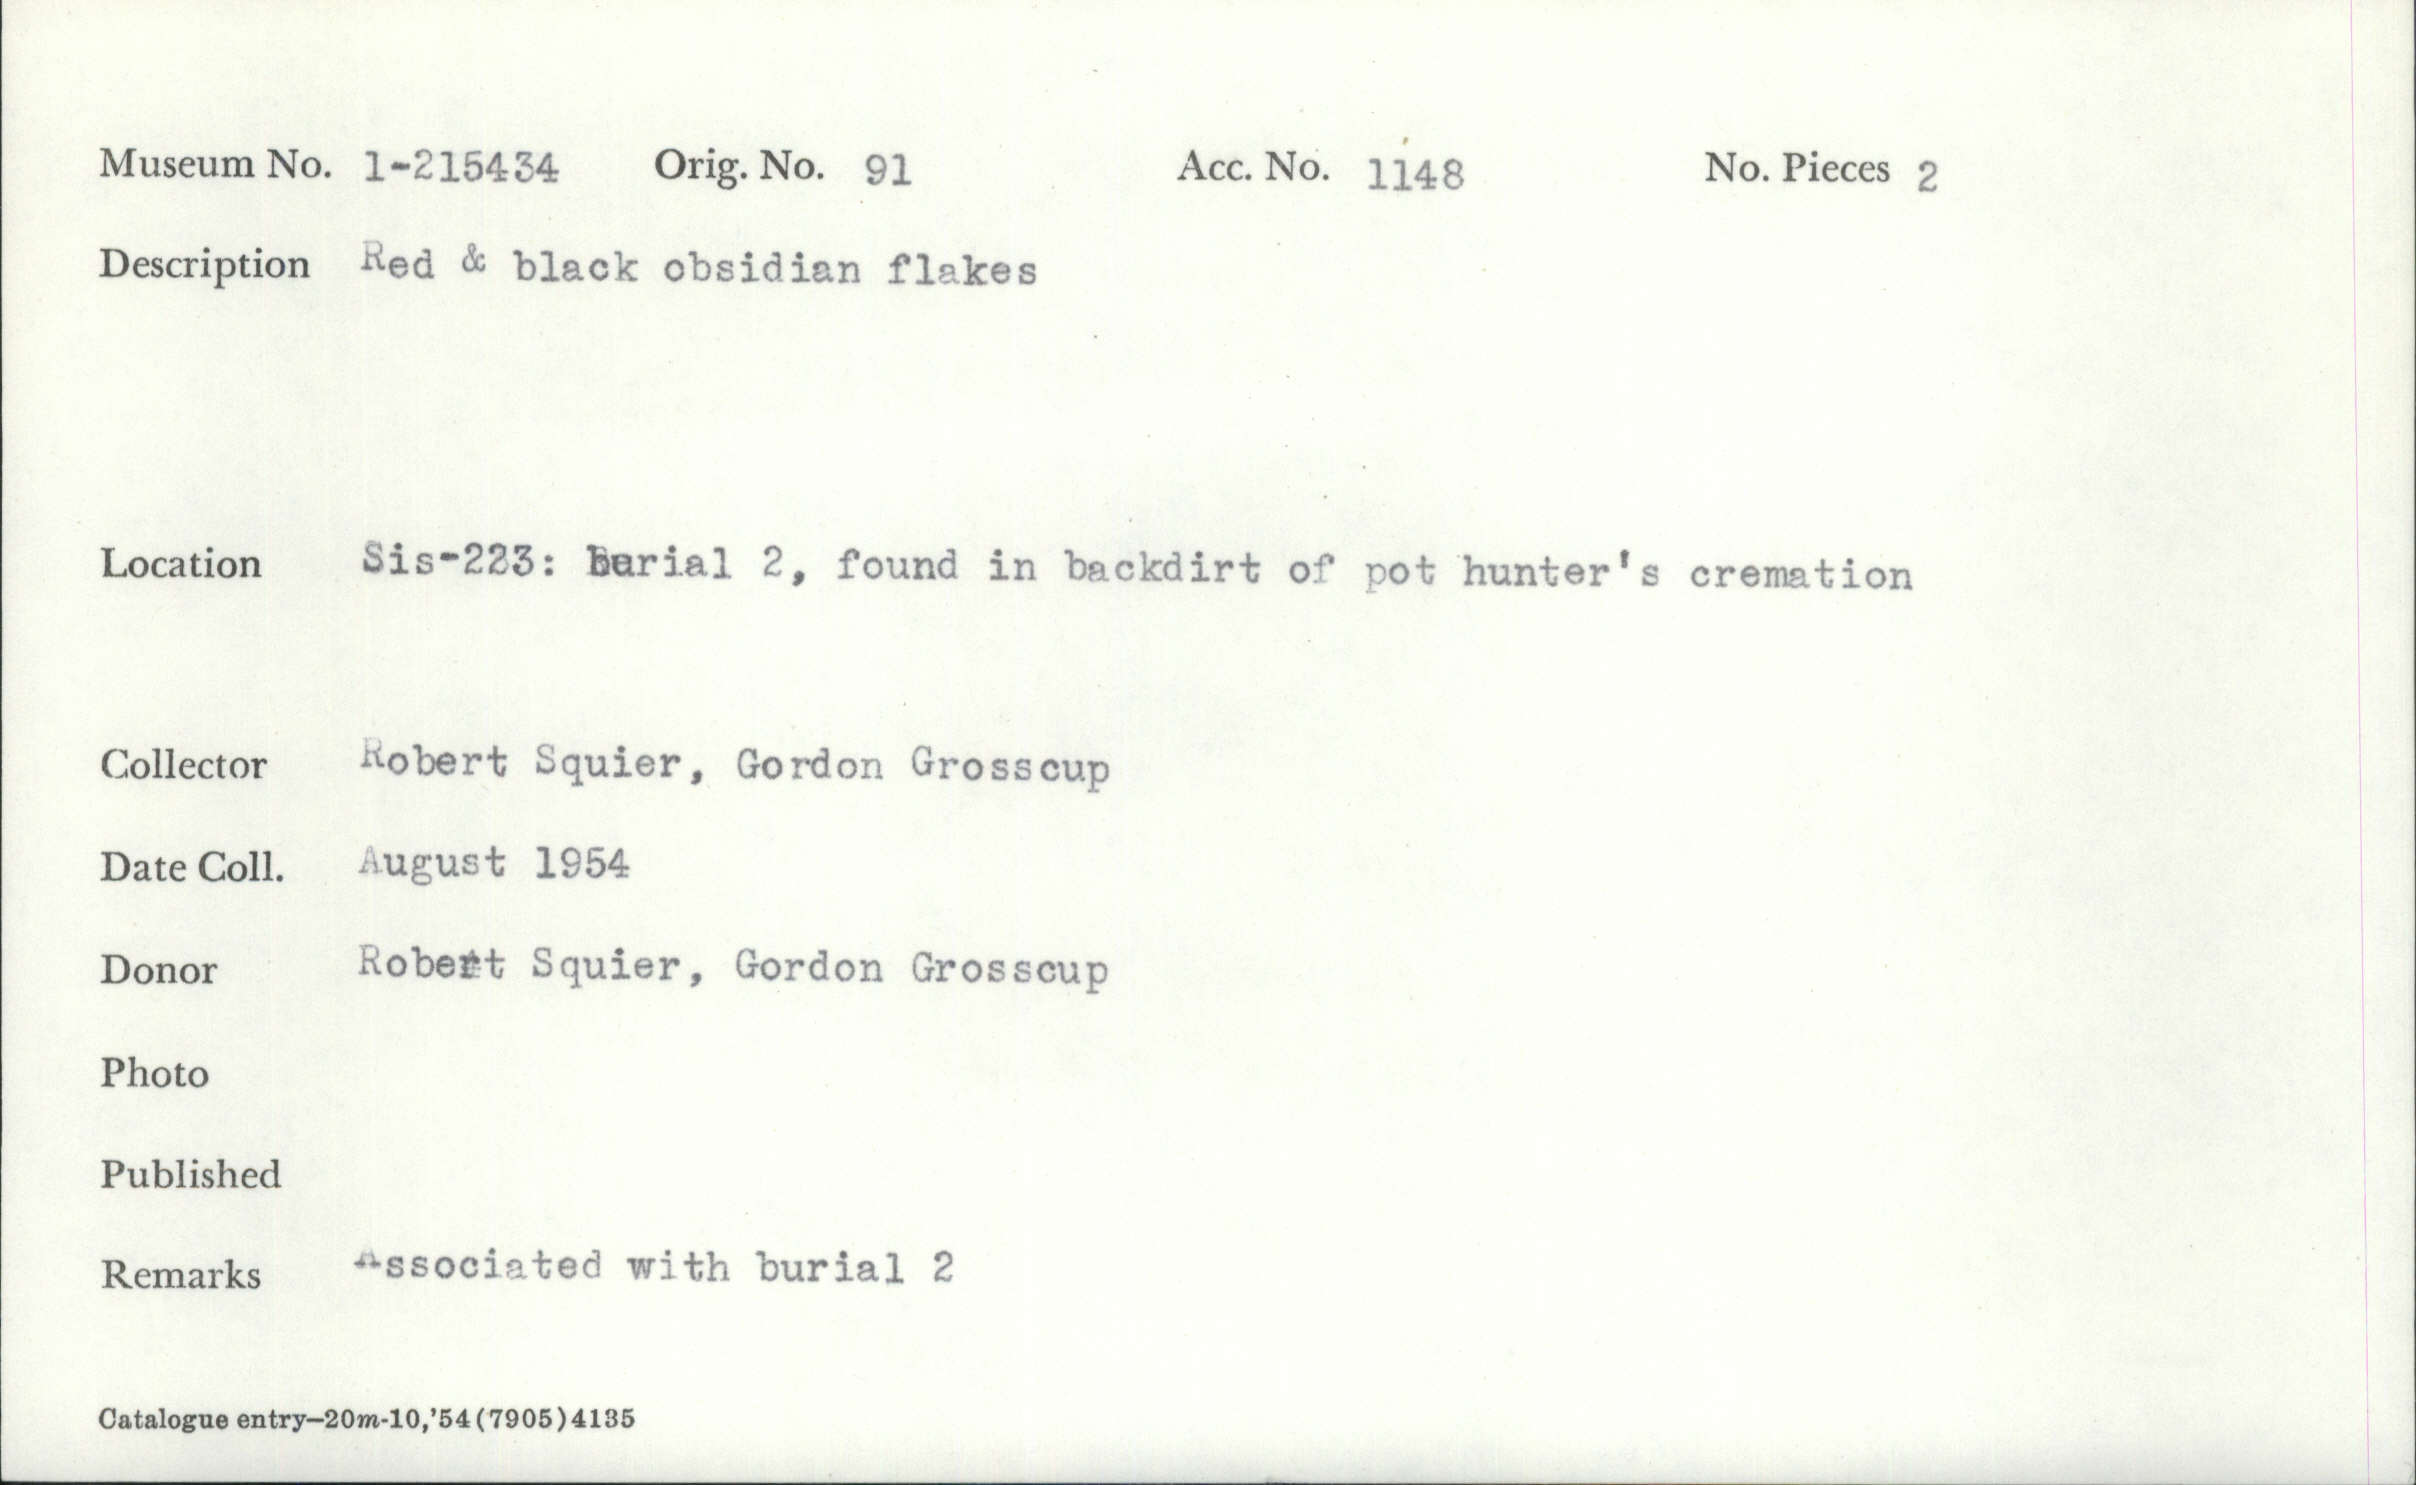 Museum No. 1-215434 Orig. No. 91 Acc. No. 1148 No. Pieces 2
Description Red & black obsidian flakes
Location Sis-223: Burial 2, found in backdirt of pot hunter's cremation
Collector Robert Squier, Gordon Grosscup
Date Coll. August 1954
Donor Robert Squier, Gordon Grosscup
Photo
Published
Remarks Associated with burial 2
Catalogue entry—20m-10,'54(7905)4135